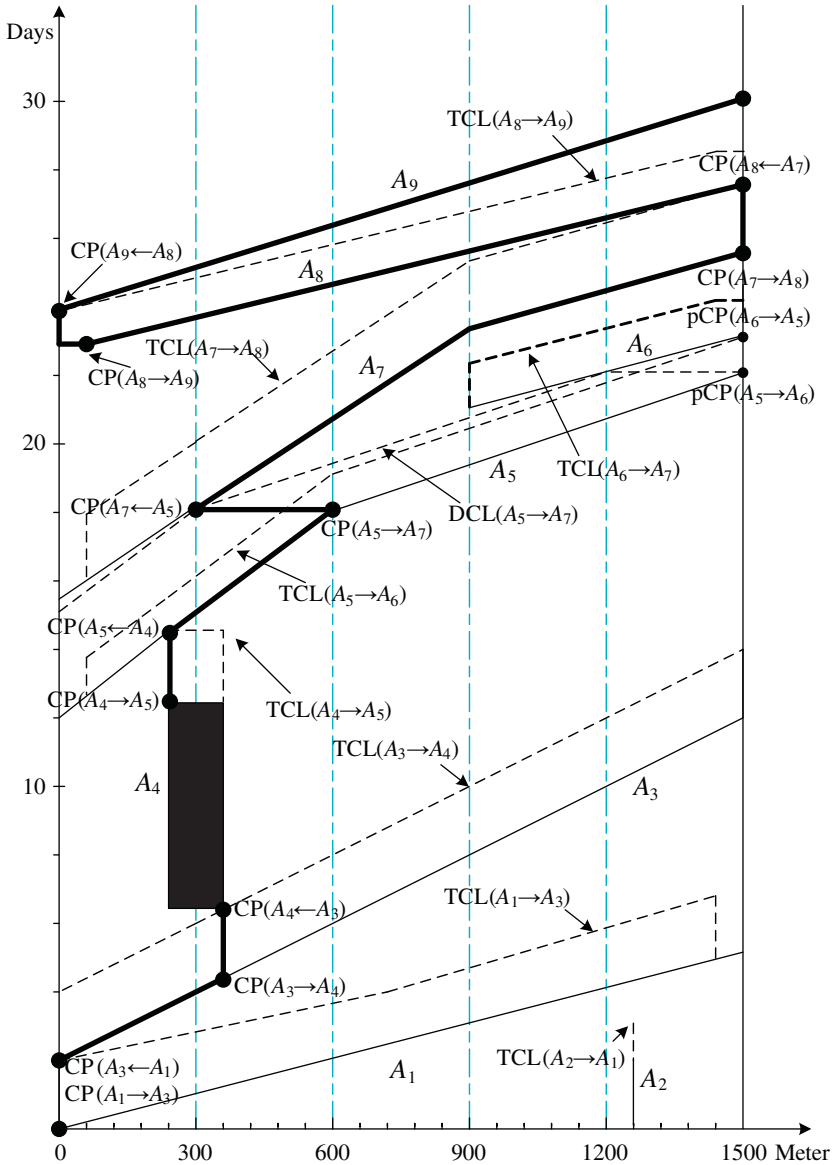 Days
30
TCL(A8→A9)
CP(A8←A7)
A9
CP(A9←A8)
A8
CP(A7→A8)
pCP(A6→A5)
TCL(A7→A8)
A6
CP(A8→A9)
A7
pCP(A5→A6)
20
TCL(A6→A7)
A5
CP(A7←A5)
DCL(A5→A7)
CP(A5→A7)
TCL(A5→A6)
CP(A5←A4)
CP(A4→A5)
TCL(A4→A5)
TCL(A3→A4)
10
A4
A3
CP(A4←A3)
TCL(A1→A3)
CP(A3→A4)
CP(A3←A1)
TCL(A2→A1)
A1
A2
CP(A1→A3)
0 300 600 900 1200 1500 Meter